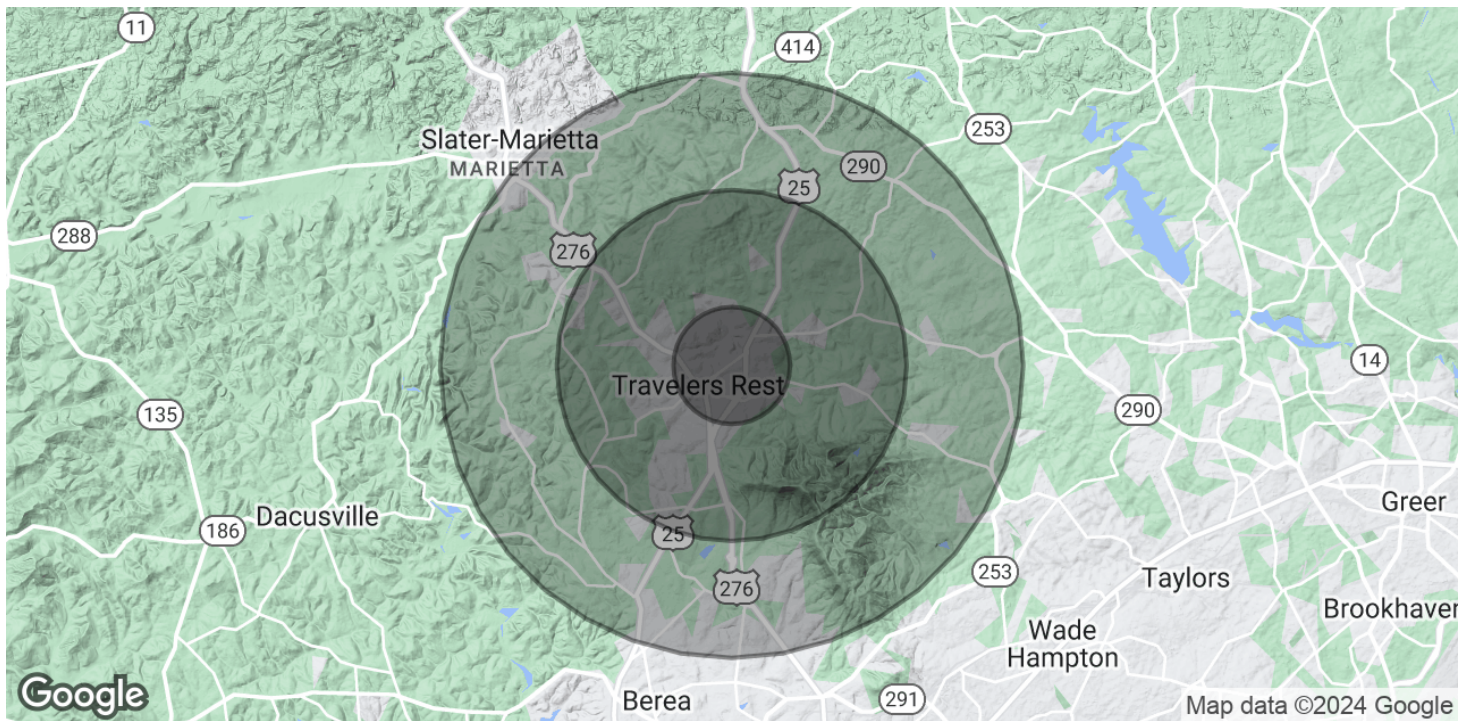 11
414
253
Slater-Marietta
MARIETTA
290
25
288
276
14
Travelers Rest
135
290
Greer
Dacusville
186
25
253
276
Taylors
Brookhaven
Wade
Hampton
Berea
291
Google
Map data ©2024 Google